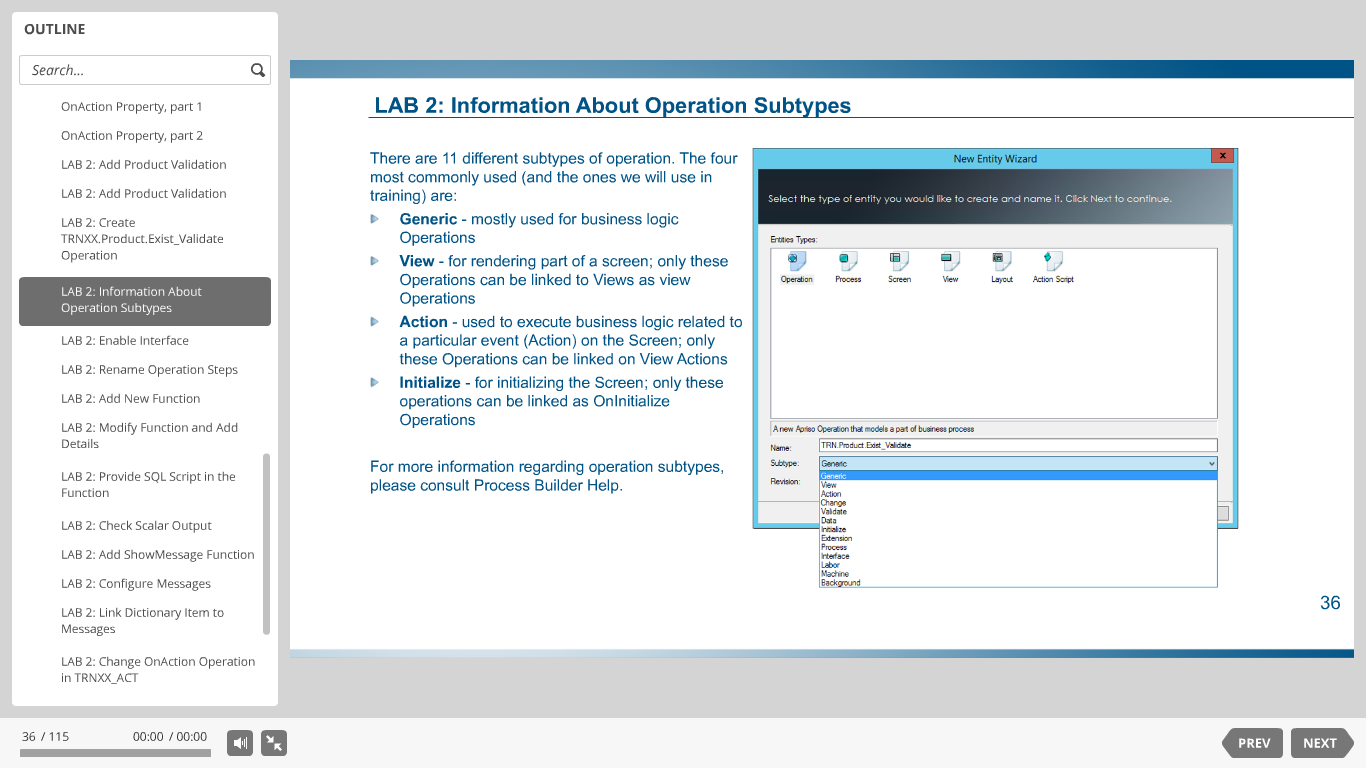 OUTLINE
Search...
OnAction Property, part 1
OnAction Property, part 2
LAB 2: Add Product Validation
LAB 2: Add Product Validation
LAB 2: Create
TRNXX.Product.Exist_Validate
Operation
LAB 2: Information About
Operation Subtypes
LAB 2: Enable Interface
LAB 2: Rename Operation Steps
LAB 2: Add New Function
LAB 2: Modify Function and Add
Details
LAB 2: Provide SQL Script in the
Function
LAB 2: Check Scalar Output
LAB 2: Add ShowMessage Function
LAB 2: Configure Messages
LAB 2: Link Dictionary Item to
Messages
LAB 2: Change OnAction Operation
in TRNXX_ACT
LAB 2: Information About Operation Subtypes
There are 11 different subtypes of operation. The four
most commonly used (and the ones we will use in
training) are:
Generic - mostly used for business logic
Operations
View - for rendering part of a screen; only these
Operations can be linked to Views as view
Operations
Action - used to execute business logic related to
a particular event (Action) on the Screen; only
these Operations can be linked on View Actions
Initialize - for initializing the Screen; only these
operations can be linked as OnInitialize
Operations
For more information regarding operation subtypes,
please consult Process Builder Help.
New Entity Wizard
x
Select the type of entity you would like to create and name it. Click Next to continue.
Entities Types:
Operation Process Screen View Layout Action Script
A new Apriso Operation that models a part of business process
Name: TRN.Product.Exist_Validate
Subtype: Generic
Revision:
Generic
View
Action
Change
Validate
Data
Initialize
Extension
Process
Interface
Labor
Machine
Background
36
36 / 115 00:00 / 00:00
PREV NEXT